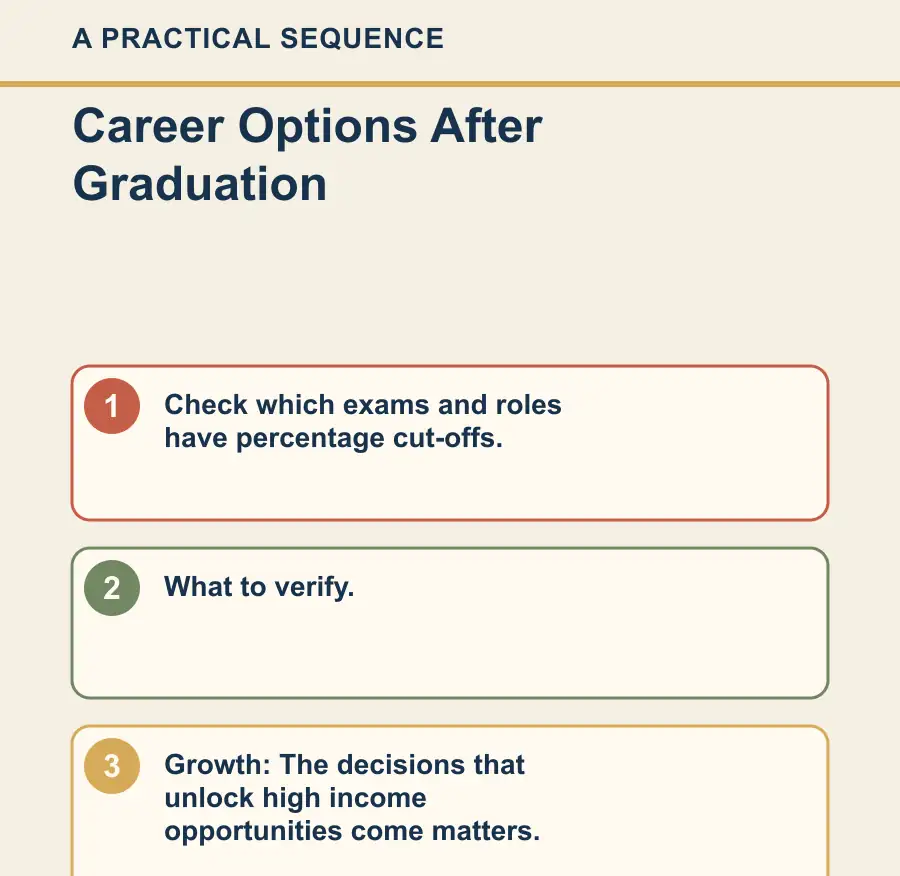 A PRACTICAL SEQUENCE
Career Options After
Graduation
1
Check which exams and roles
have percentage cut-offs.
2
What to verify.
3
Growth: The decisions that
unlock high income
opportunities come matters.